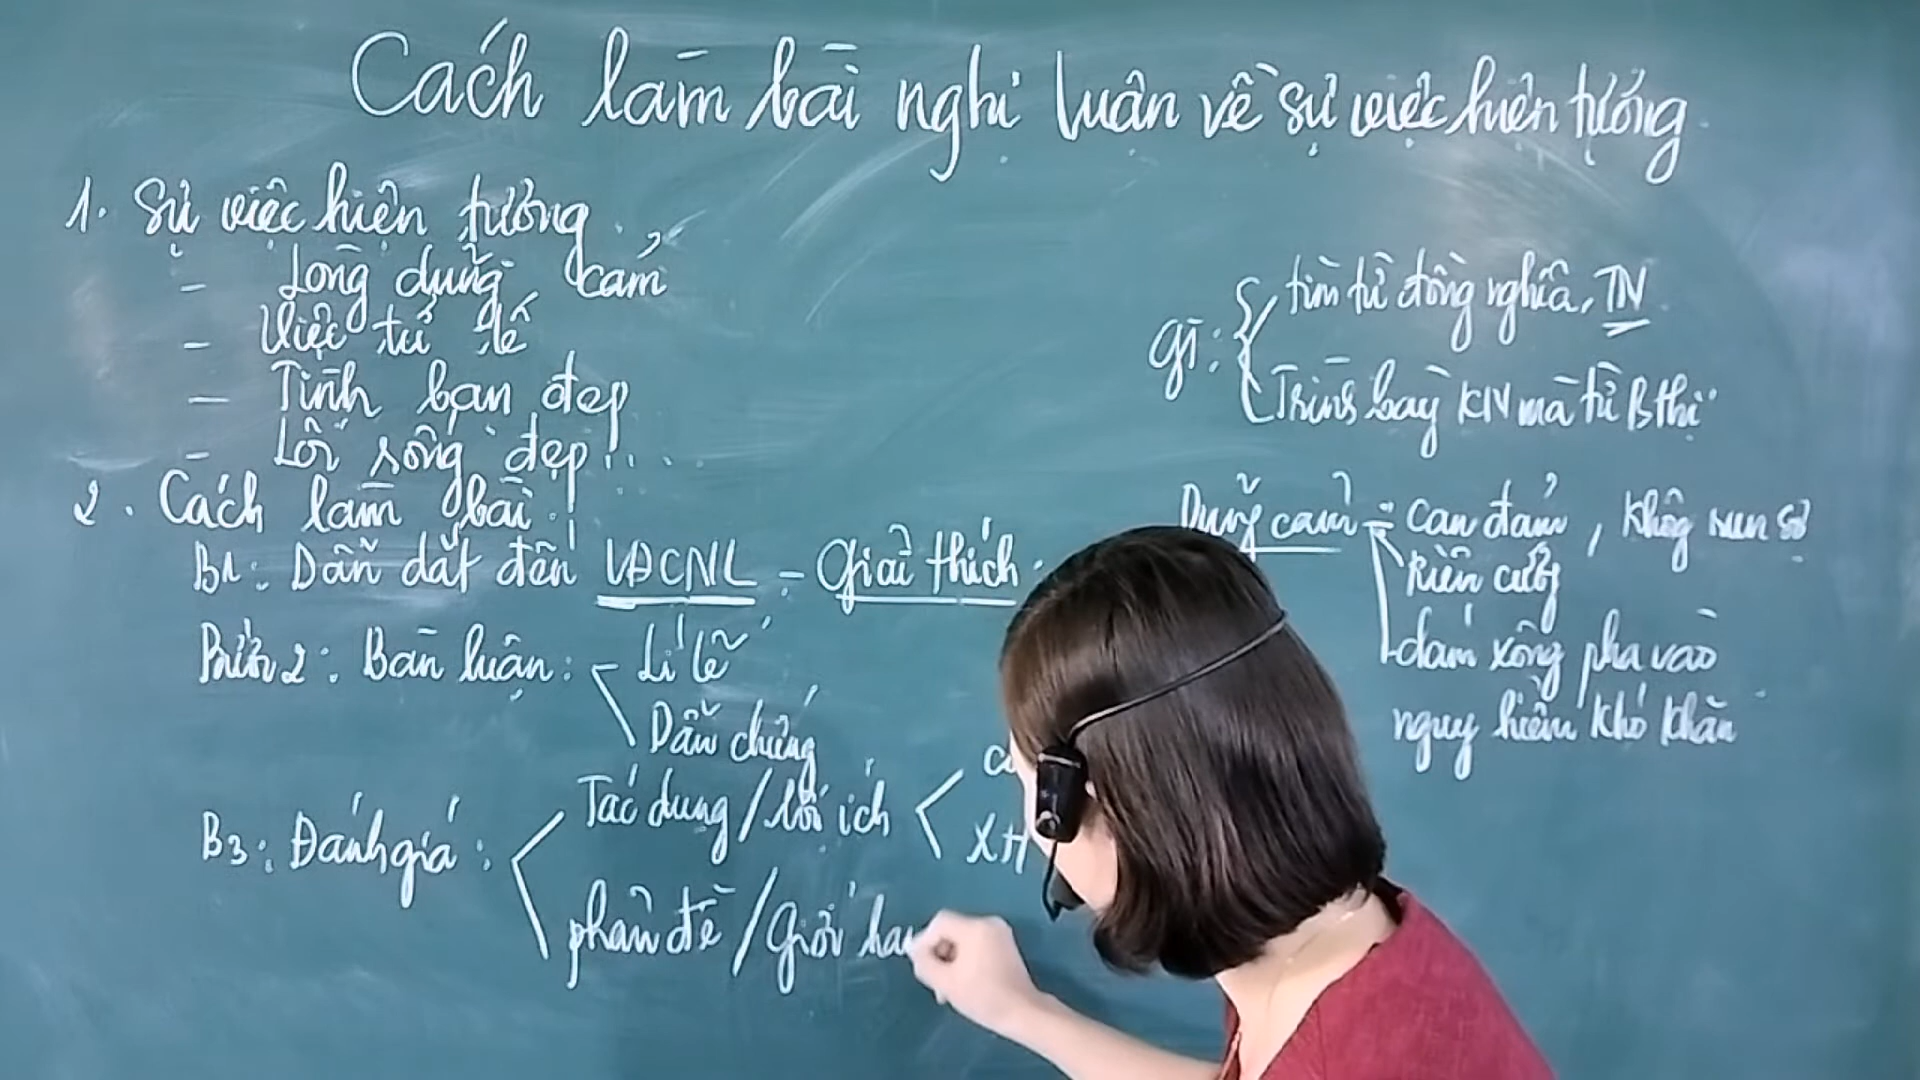 Cách làm bài nghị luận về sự việc hiện tượng
1. Sự việc hiện tượng
- Lòng dũng cảm
- Việc tử tế
- Tình bạn đẹp
- Lối sống đẹp...
2. Cách làm bài:
B1: Dẫn dắt đến VĐCNL - Giải thích.
Bước 2: Bàn luận: - Lí lẽ
Dẫn chứng
B3: Đánh giá: Tác dụng / lợi ích
XH
phản đề / Giới hạ
GT: tìm từ đồng nghĩa, TN
Trình bày KN mà từ B thị
Dũng cảm = can đảm, không run sợ
kiên cường
dám xông pha vào
nguy hiểm khó khăn